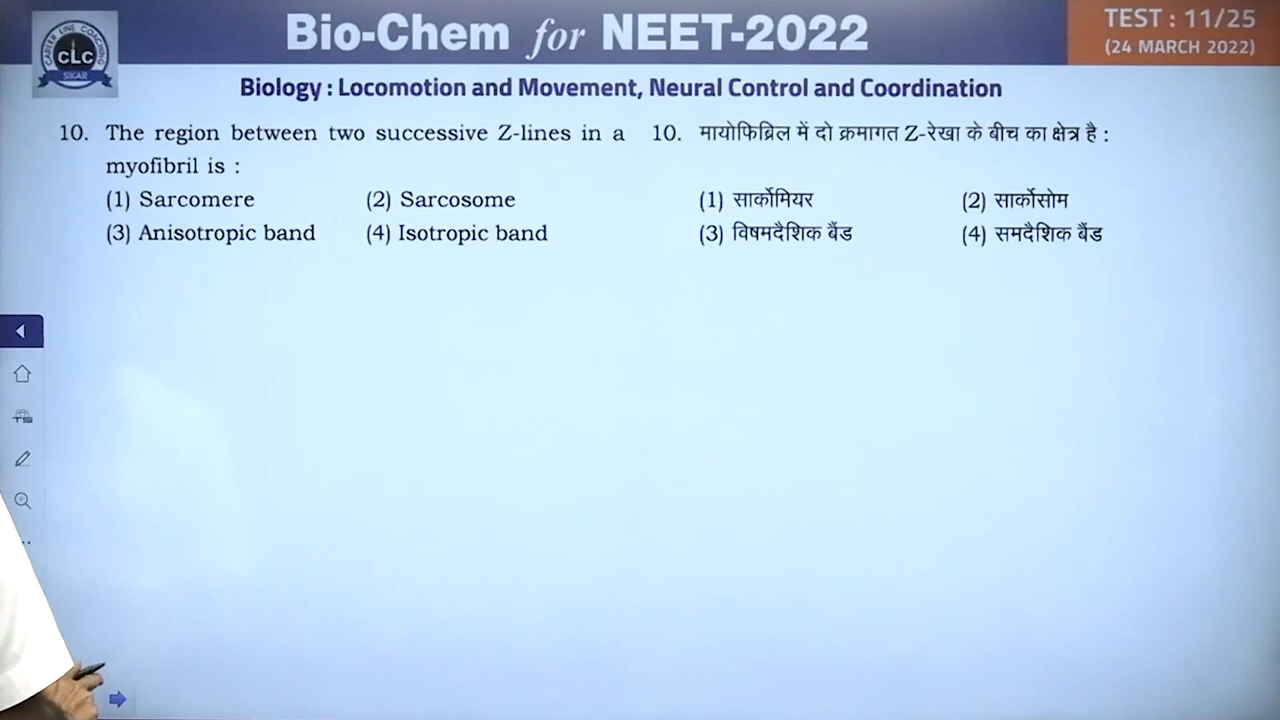 Bio-Chem for NEET-2022
TEST : 11/25
(24 MARCH 2022)
CAREER LINE COACHING
CLC
SIKAR
Biology : Locomotion and Movement, Neural Control and Coordination
10. The region between two successive Z-lines in a
myofibril is :
(1) Sarcomere (2) Sarcosome
(3) Anisotropic band (4) Isotropic band
10. मायोफिब्रिल में दो क्रमागत Z-रेखा के बीच का क्षेत्र है :
(1) सार्कोमियर (2) सार्कोसोम
(3) विषमदैशिक बैंड (4) समदैशिक बैंड